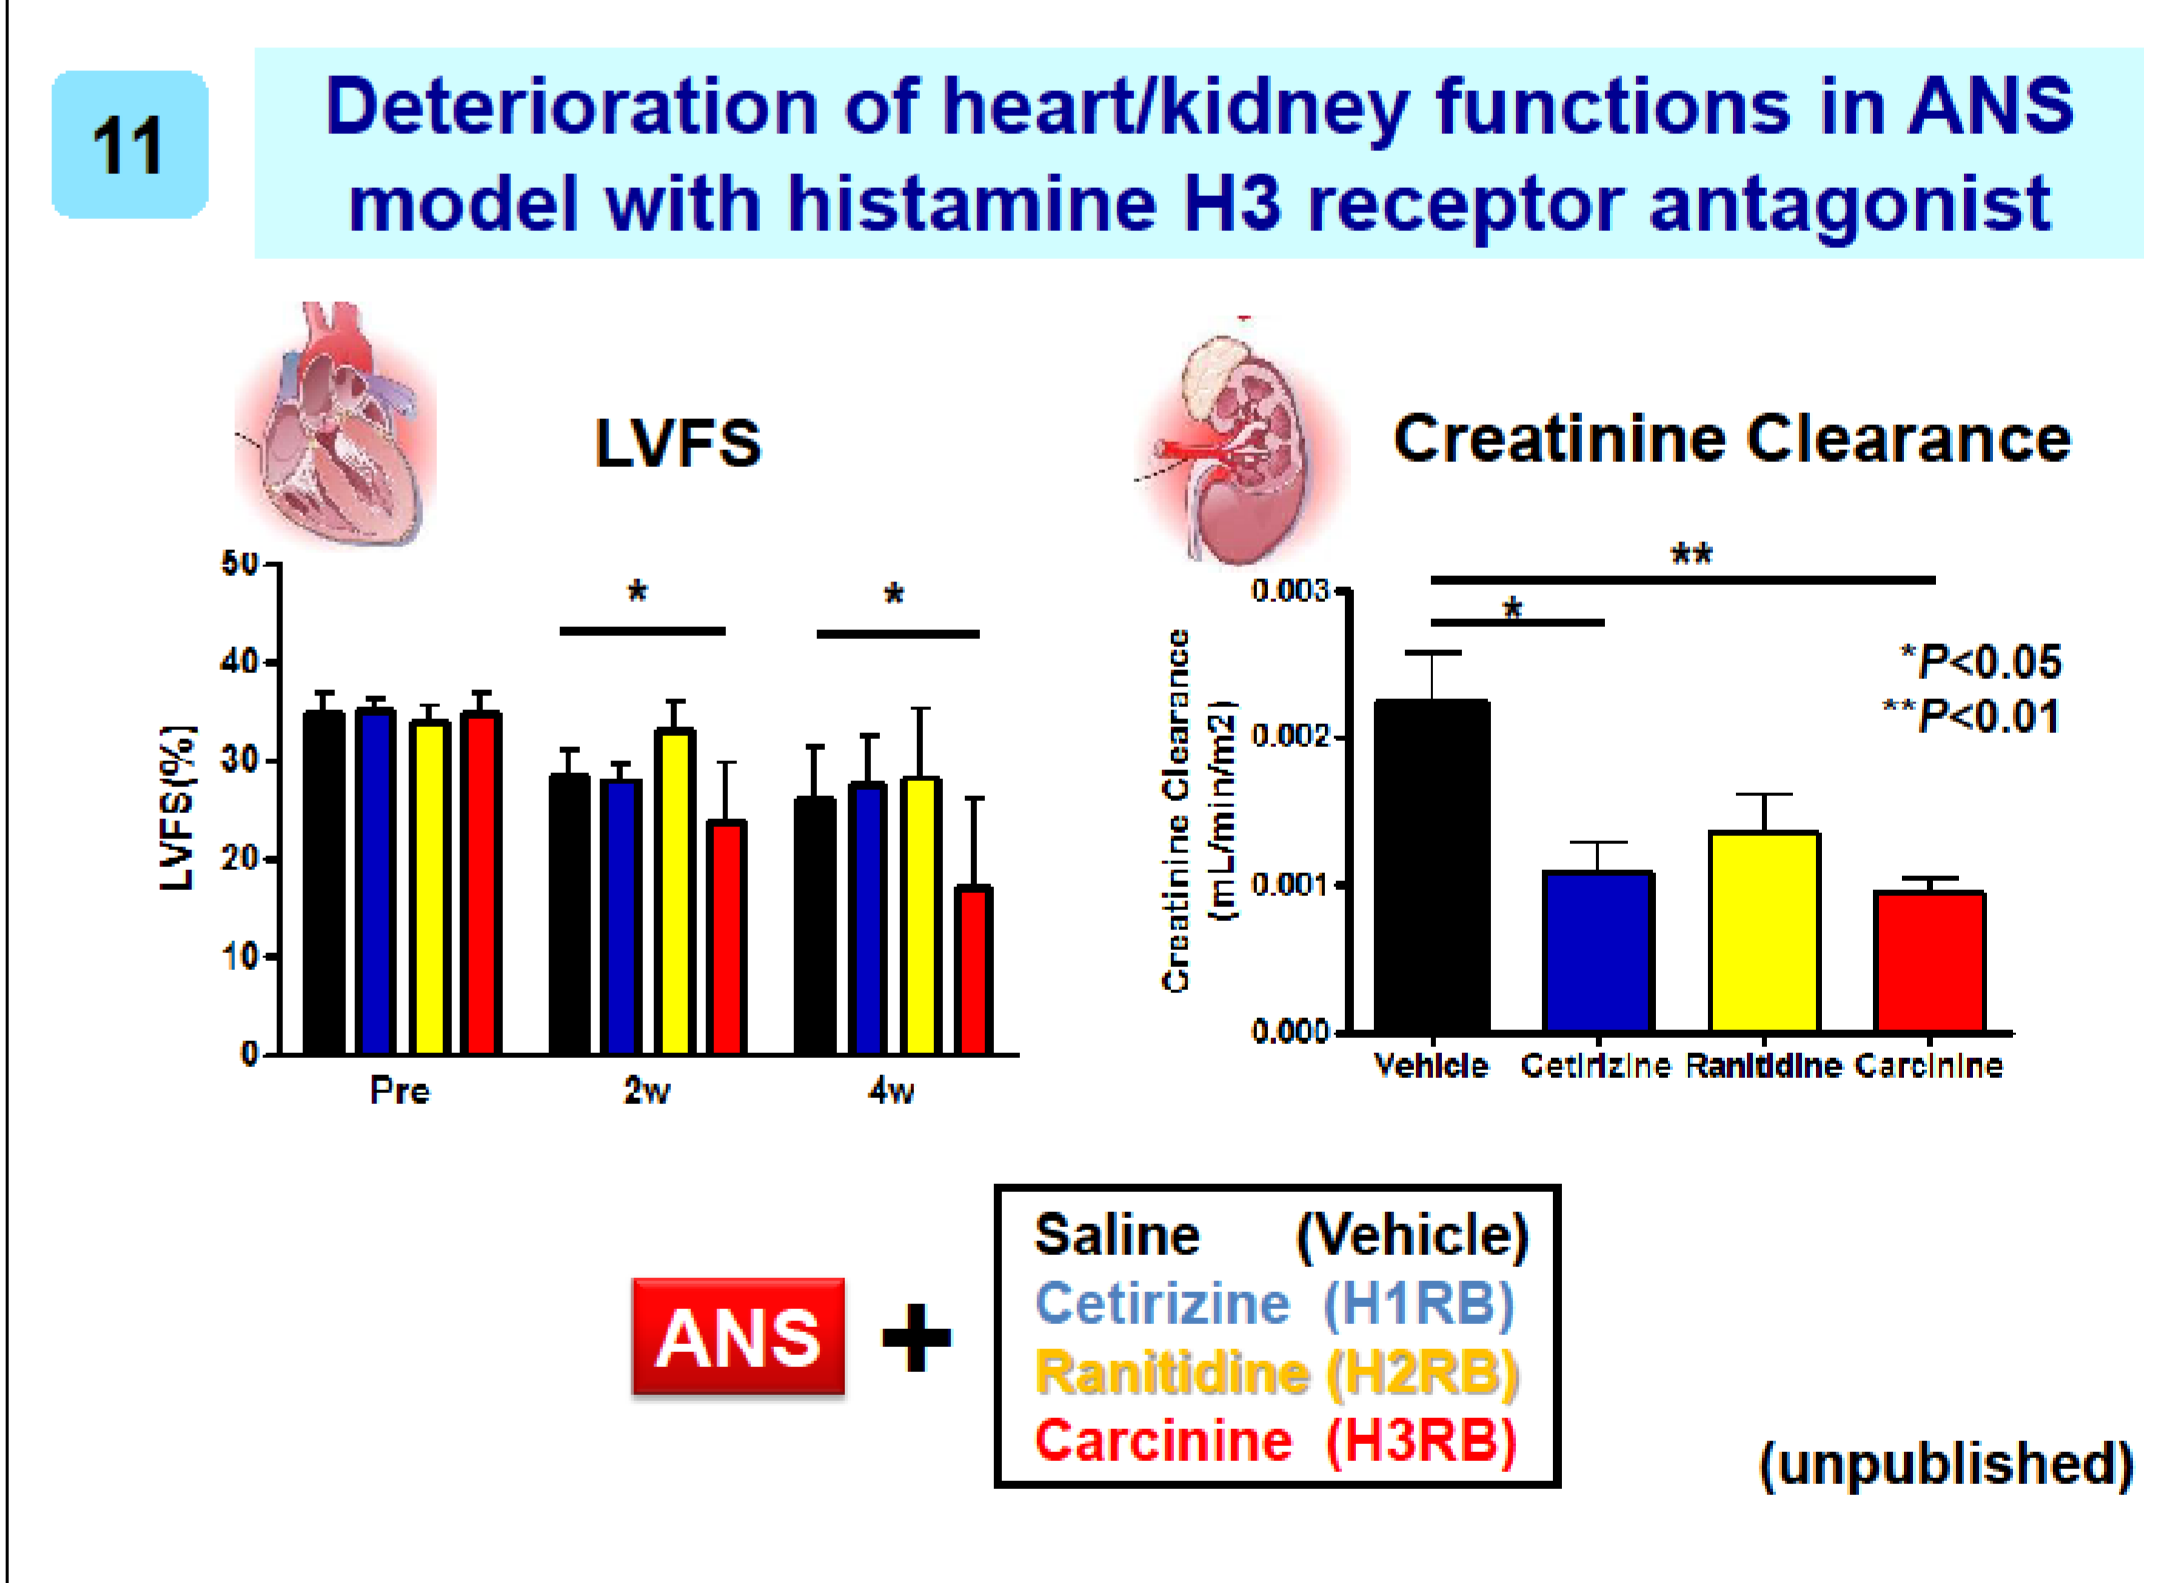 11
Deterioration of heart/kidney functions in ANS
model with histamine H3 receptor antagonist
LVFS
50
40
30
20
10
0
LVFS(%)
*
*
Pre
2w
4w
Creatinine Clearance
0.003
0.002
0.001
0.000
Creatinine Clearance
(mL/min/m2)
**
*
*P<0.05
**P<0.01
Vehicle
Cetirizine
Ranitidine
Carcinine
ANS
+
Saline (Vehicle)
Cetirizine (H1RB)
Ranitidine (H2RB)
Carcinine (H3RB)
(unpublished)